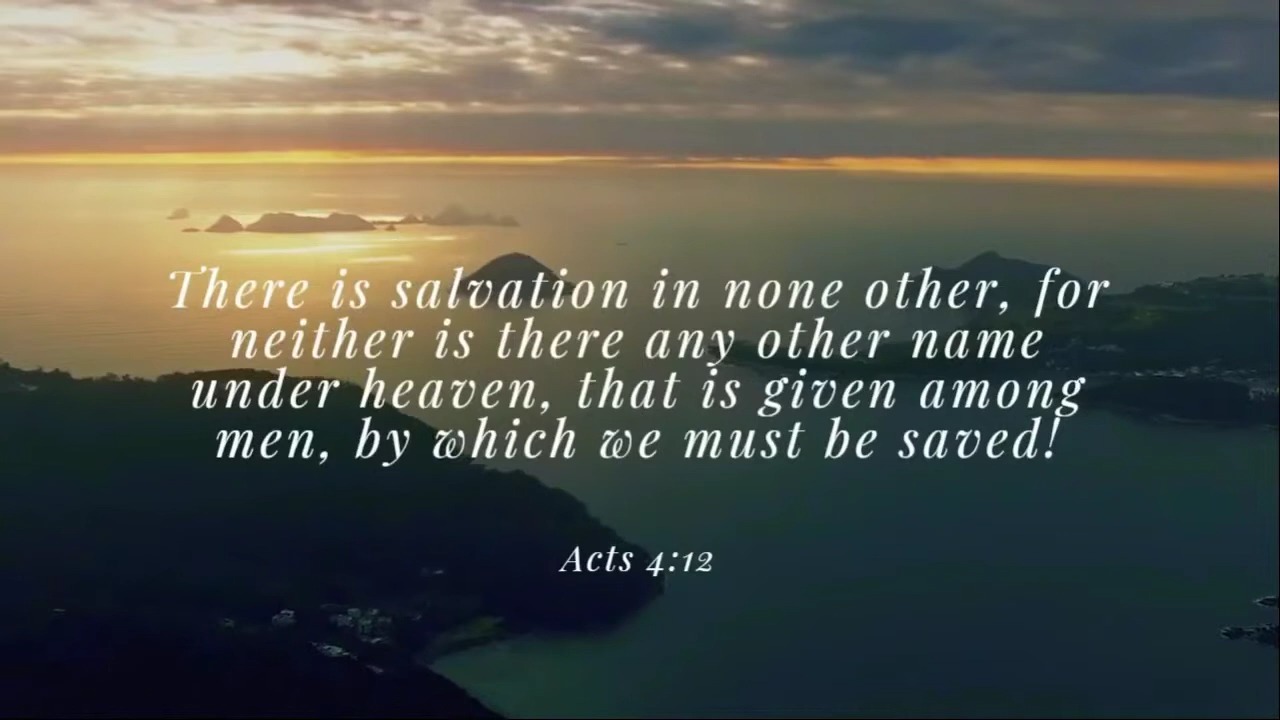 There is salvation in none other, for
neither is there any other name
under heaven, that is given among
men, by which we must be saved!
Acts 4:12